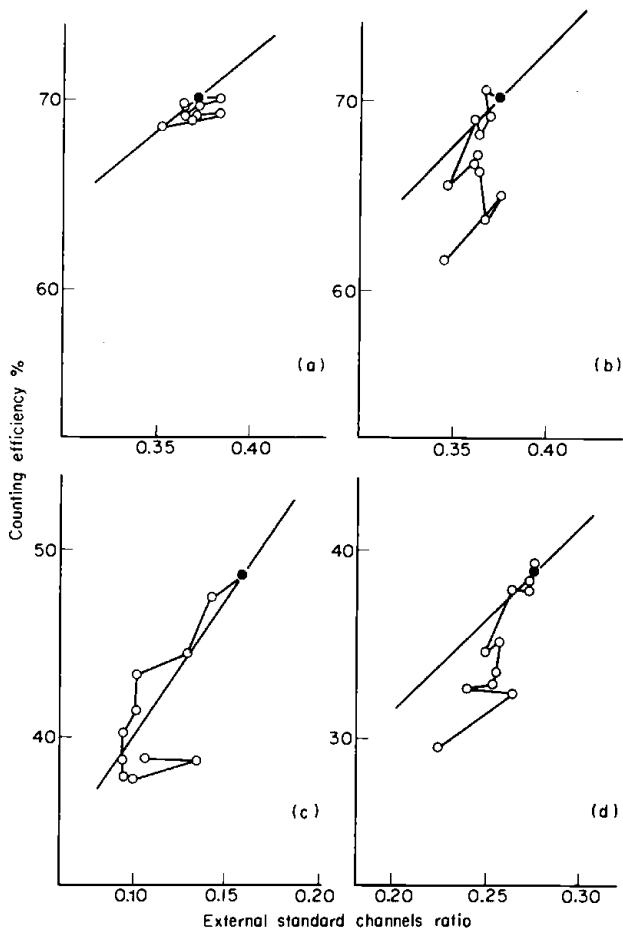 70
60
(a)
0.35 0.40
70
60
(b)
0.35 0.40
Counting efficiency %
50
40
(c)
0.10 0.15 0.20
40
30
(d)
0.20 0.25 0.30
External standard channels ratio